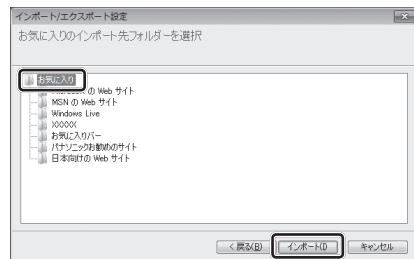 インポート/エクスポート設定
お気に入りのインポート先フォルダーを選択
お気に入り
の Web サイト
MSN の Web サイト
Windows Live
XXXXX
お気に入りバー
パナソニックお勧めのサイト
日本向けの Web サイト
< 戻る(B) インポート(I) キャンセル